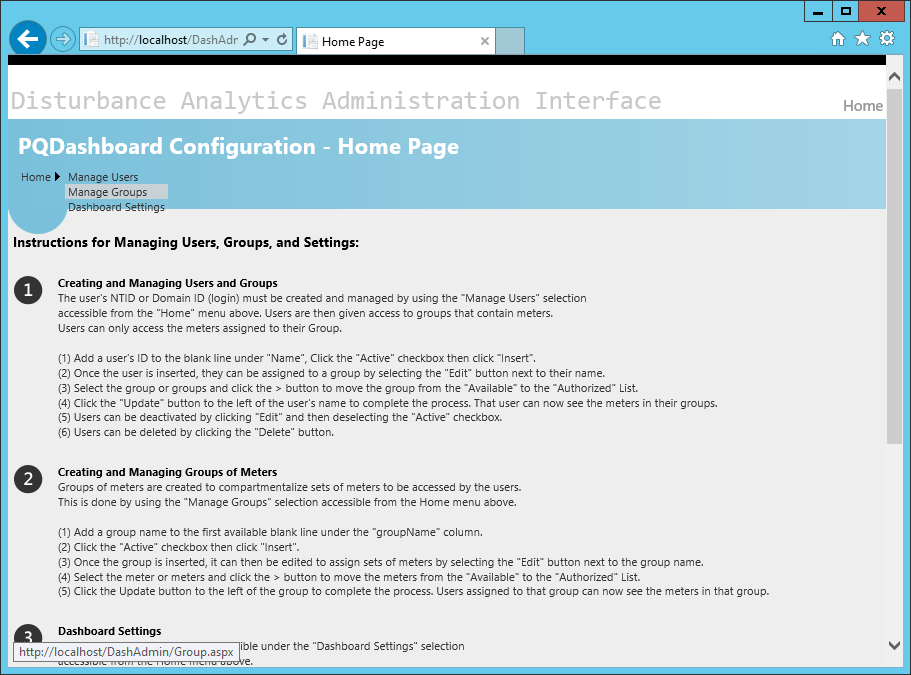 http://localhost/DashAdr
Home Page
Disturbance Analytics Administration Interface
Home
PQDashboard Configuration - Home Page
Home
Manage Users
Manage Groups
Dashboard Settings
Instructions for Managing Users, Groups, and Settings:
1
Creating and Managing Users and Groups
The user's NTID or Domain ID (login) must be created and managed by using the "Manage Users" selection
accessible from the "Home" menu above. Users are then given access to groups that contain meters.
Users can only access the meters assigned to their Group.
(1) Add a user's ID to the blank line under "Name", Click the "Active" checkbox then click "Insert".
(2) Once the user is inserted, they can be assigned to a group by selecting the "Edit" button next to their name.
(3) Select the group or groups and click the > button to move the group from the "Available" to the "Authorized" List.
(4) Click the "Update" button to the left of the user's name to complete the process. That user can now see the meters in their groups.
(5) Users can be deactivated by clicking "Edit" and then deselecting the "Active" checkbox.
(6) Users can be deleted by clicking the "Delete" button.
2
Creating and Managing Groups of Meters
Groups of meters are created to compartmentalize sets of meters to be accessed by the users.
This is done by using the "Manage Groups" selection accessible from the Home menu above.
(1) Add a group name to the first available blank line under the "groupName" column.
(2) Click the "Active" checkbox then click "Insert".
(3) Once the group is inserted, it can then be edited to assign sets of meters by selecting the "Edit" button next to the group name.
(4) Select the meter or meters and click the > button to move the meters from the "Available" to the "Authorized" List.
(5) Click the Update button to the left of the group to complete the process. Users assigned to that group can now see the meters in that group.
3
Dashboard Settings
ible under the "Dashboard Settings" selection
accessible from the Home menu above.
http://localhost/DashAdmin/Group.aspx